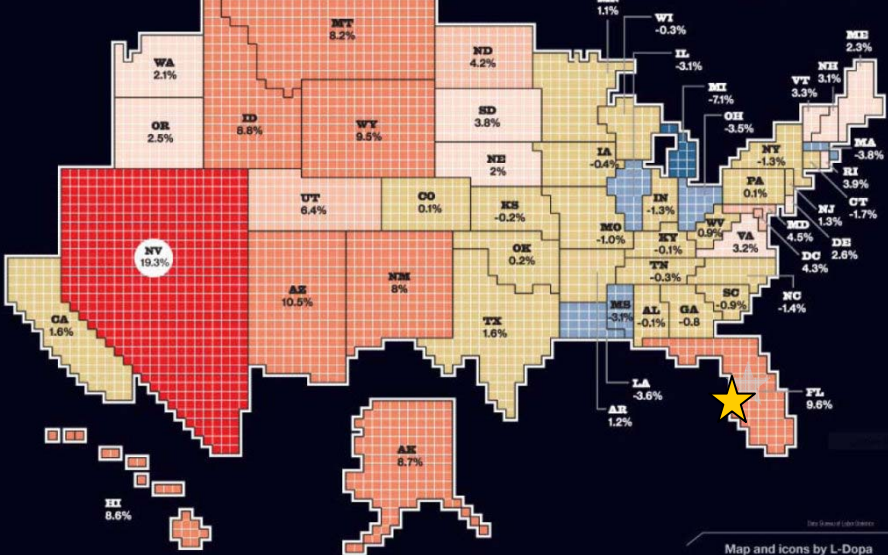 1.1%
WI
-0.3%
IL
-3.1%
MI
-7.1%
OH
-3.5%
ME
2.3%
NH
3.1%
VT
3.3%
MT
8.2%
WA
2.1%
ND
4.2%
OR
2.5%
ID
8.8%
WY
9.5%
SD
3.8%
NE
2%
IA
-0.4%
NY
-1.3%
MA
-3.8%
RI
3.9%
CT
-1.7%
PA
0.1%
NJ
1.3%
DE
2.6%
MD
4.5%
DC
4.3%
UT
6.4%
CO
0.1%
KS
-0.2%
MO
-1.0%
IN
-1.3%
WV
0.9%
VA
3.2%
KY
-0.1%
NV
19.3%
AZ
10.5%
NM
8%
OK
0.2%
TN
-0.3%
NC
-1.4%
SC
-0.9%
CA
1.6%
TX
1.6%
MS
-3.1%
AL
-0.1%
GA
-0.8
LA
-3.6%
AR
1.2%
FL
9.6%
AK
8.7%
HI
8.6%
Map and icons by L-Dopa